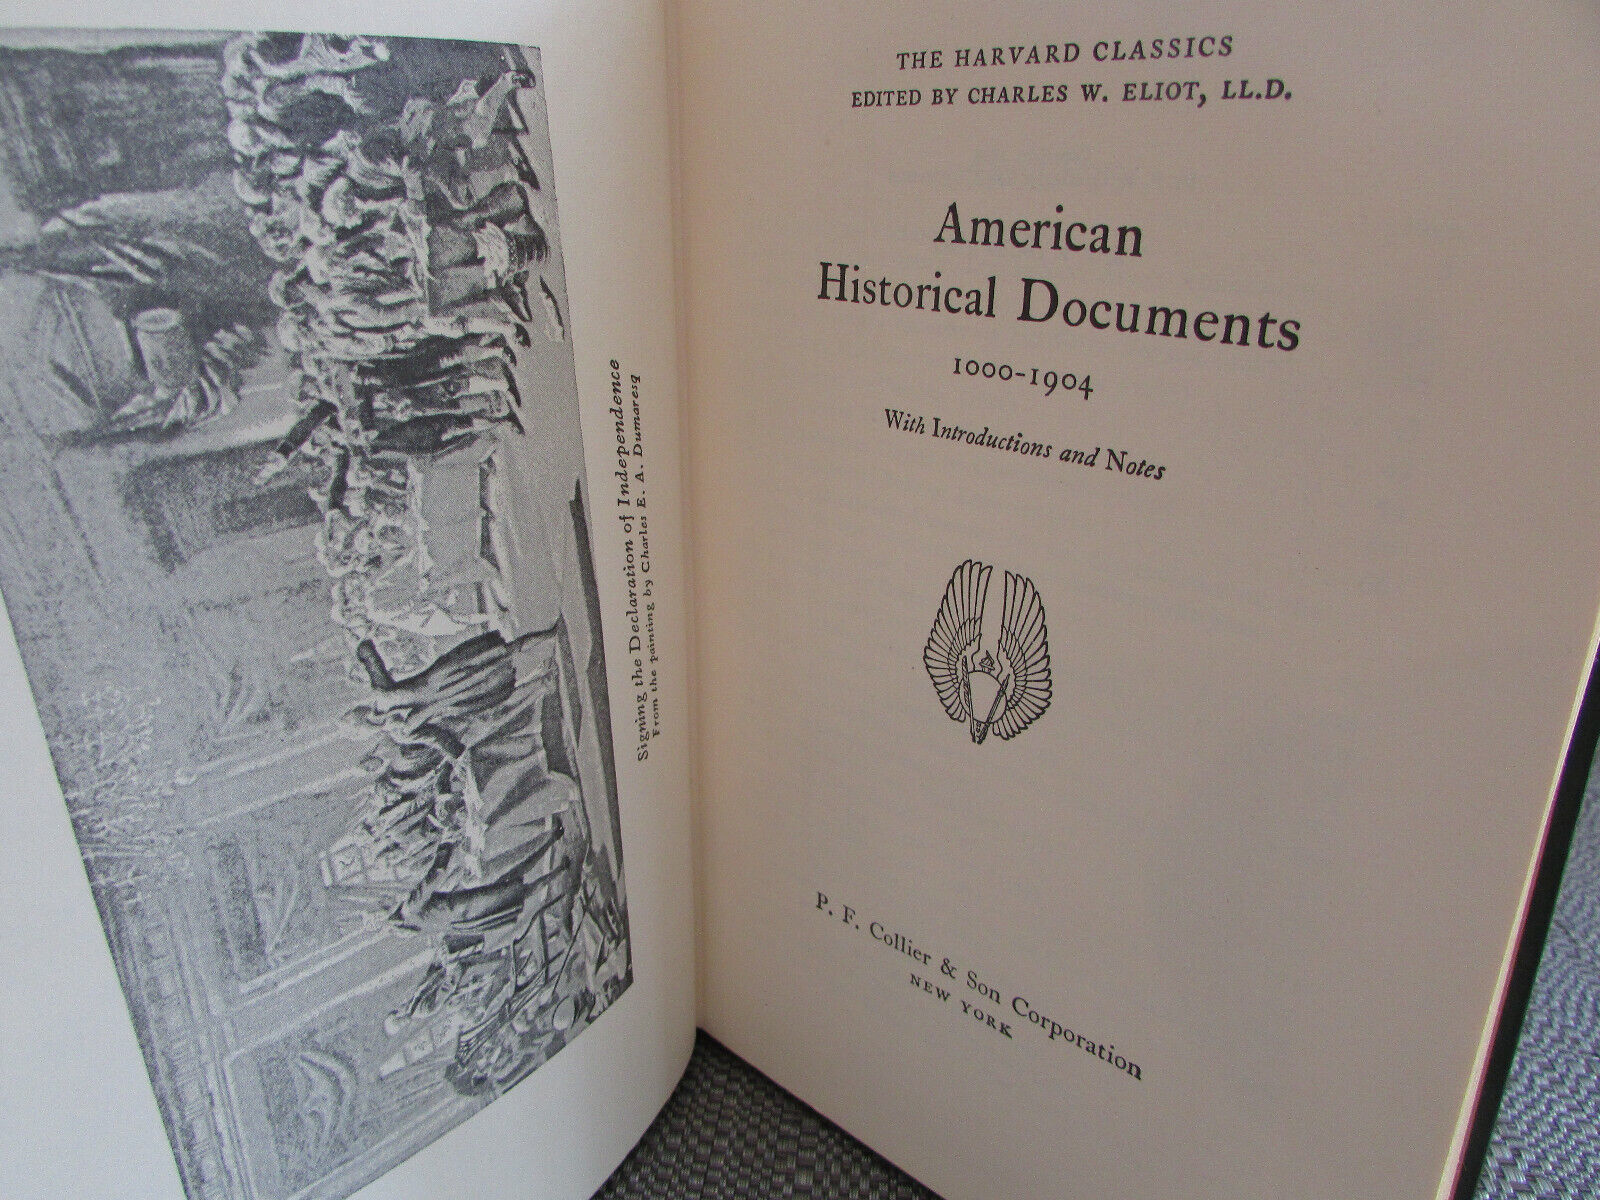 Signing the Declaration of Independence
From the painting by Charles E. A. Dumaresq
THE HARVARD CLASSICS
EDITED BY CHARLES W. ELIOT, LL.D.
American
Historical Documents
1000-1904
With Introductions and Notes
P. F. Collier & Son Corporation
NEW YORK